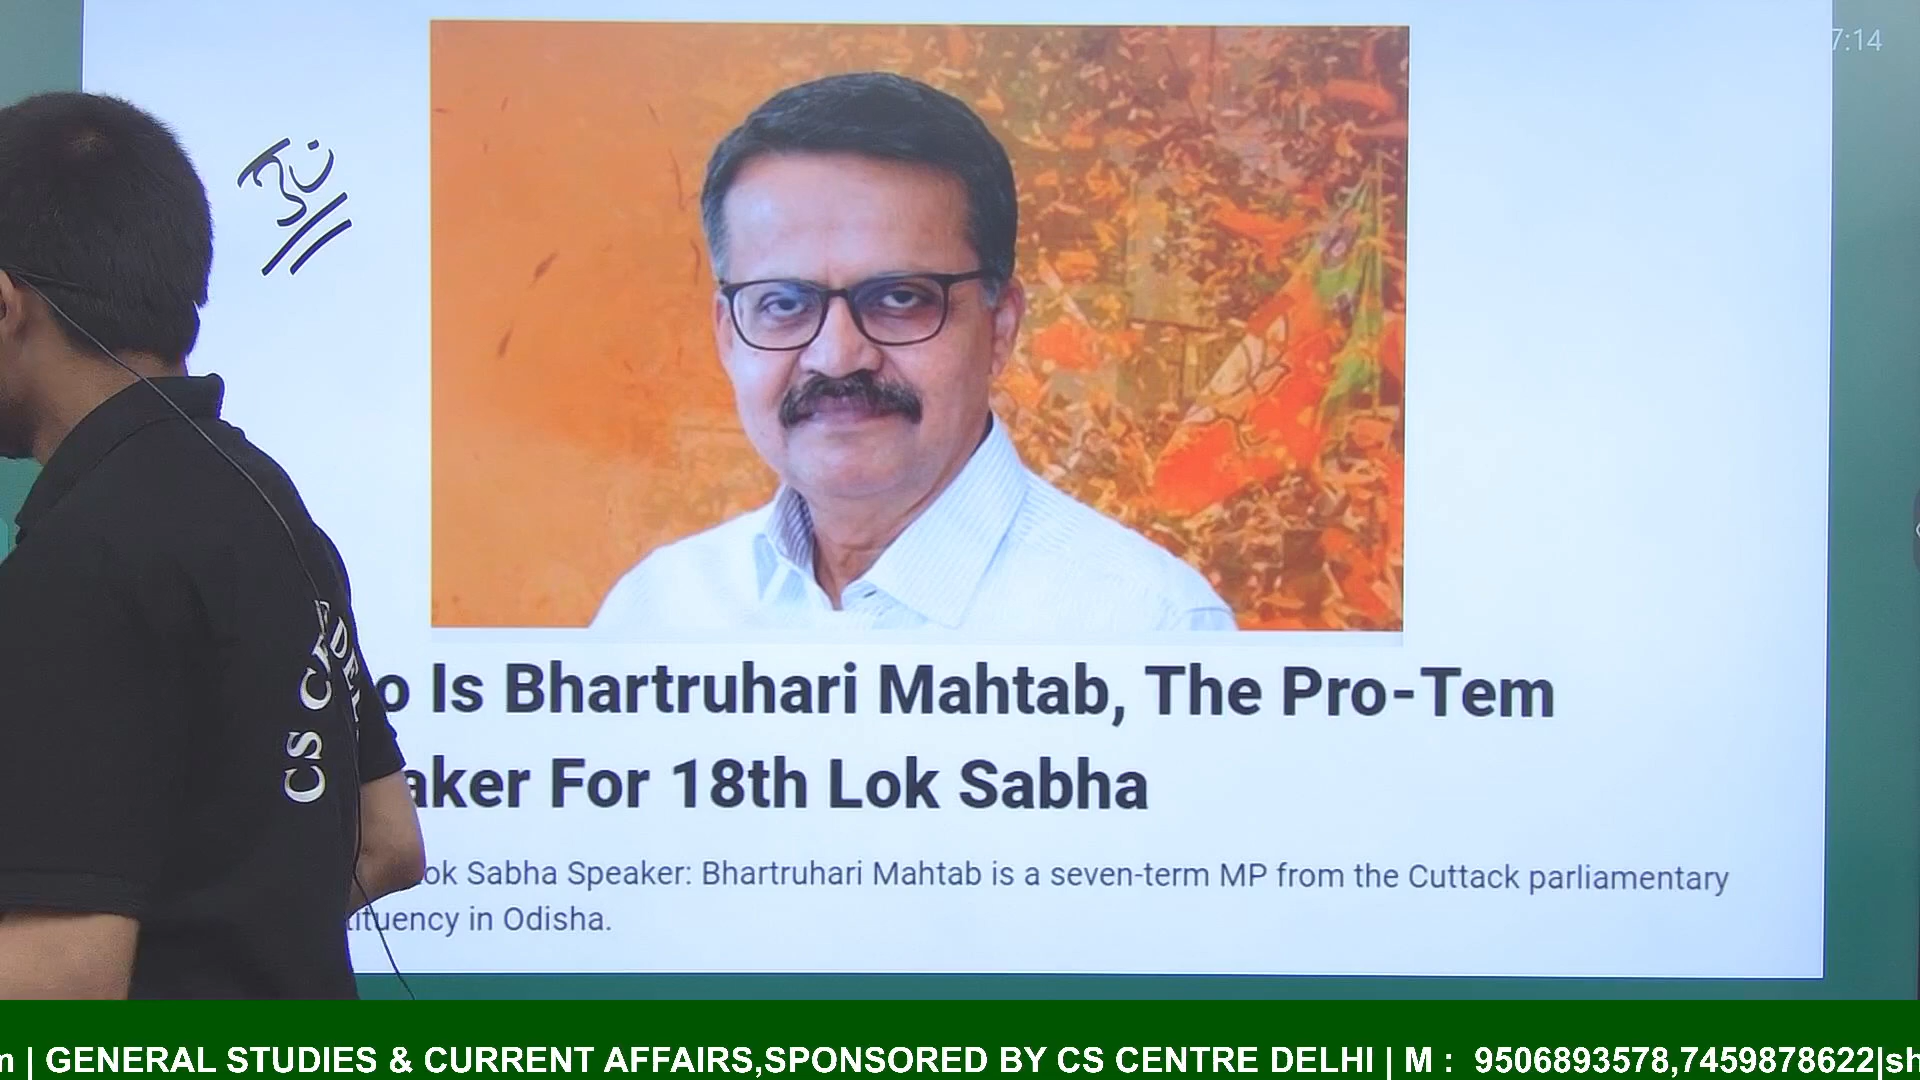 7:14
o Is Bhartruhari Mahtab, The Pro-Tem
aker For 18th Lok Sabha
ok Sabha Speaker: Bhartruhari Mahtab is a seven-term MP from the Cuttack parliamentary
tituency in Odisha.
CS CE
DEL
m | GENERAL STUDIES & CURRENT AFFAIRS,SPONSORED BY CS CENTRE DELHI | M : 9506893578,7459878622|sh